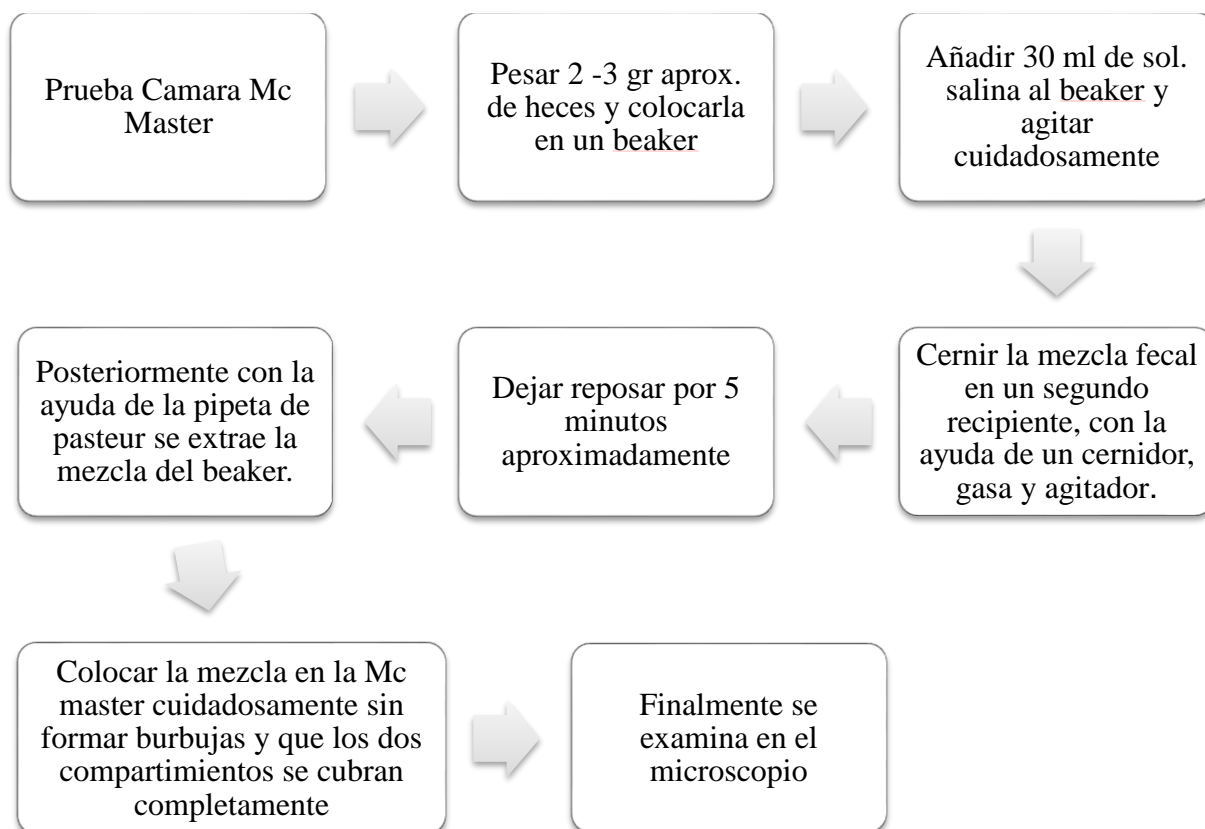 Prueba Camara Mc
Master
Pesar 2 -3 gr aprox.
de heces y colocarla
en un beaker
Añadir 30 ml de sol.
salina al beaker y
agitar
cuidadosamente
Cernir la mezcla fecal
en un segundo
recipiente, con la
ayuda de un cernidor,
gasa y agitador.
Dejar reposar por 5
minutos
aproximadamente
Posteriormente con la
ayuda de la pipeta de
pasteur se extrae la
mezcla del beaker.
Colocar la mezcla en la Mc
master cuidadosamente sin
formar burbujas y que los dos
compartimientos se cubran
completamente
Finalmente se
examina en el
microscopio